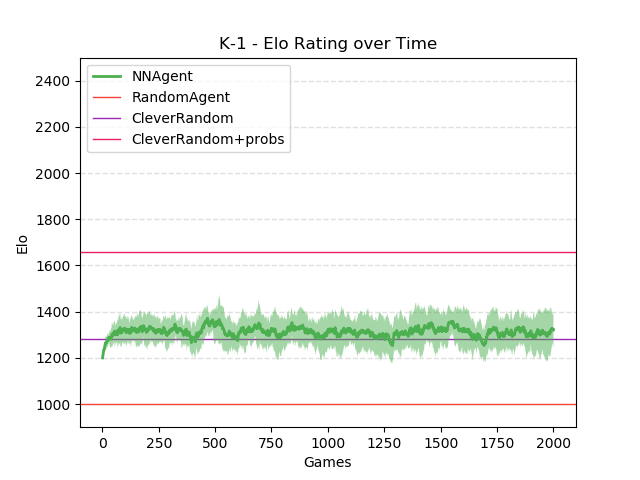 K-1 - Elo Rating over Time
NNAgent
RandomAgent
CleverRandom
CleverRandom+probs
Elo
2400
2200
2000
1800
1600
1400
1200
1000
0 250 500 750 1000 1250 1500 1750 2000
Games